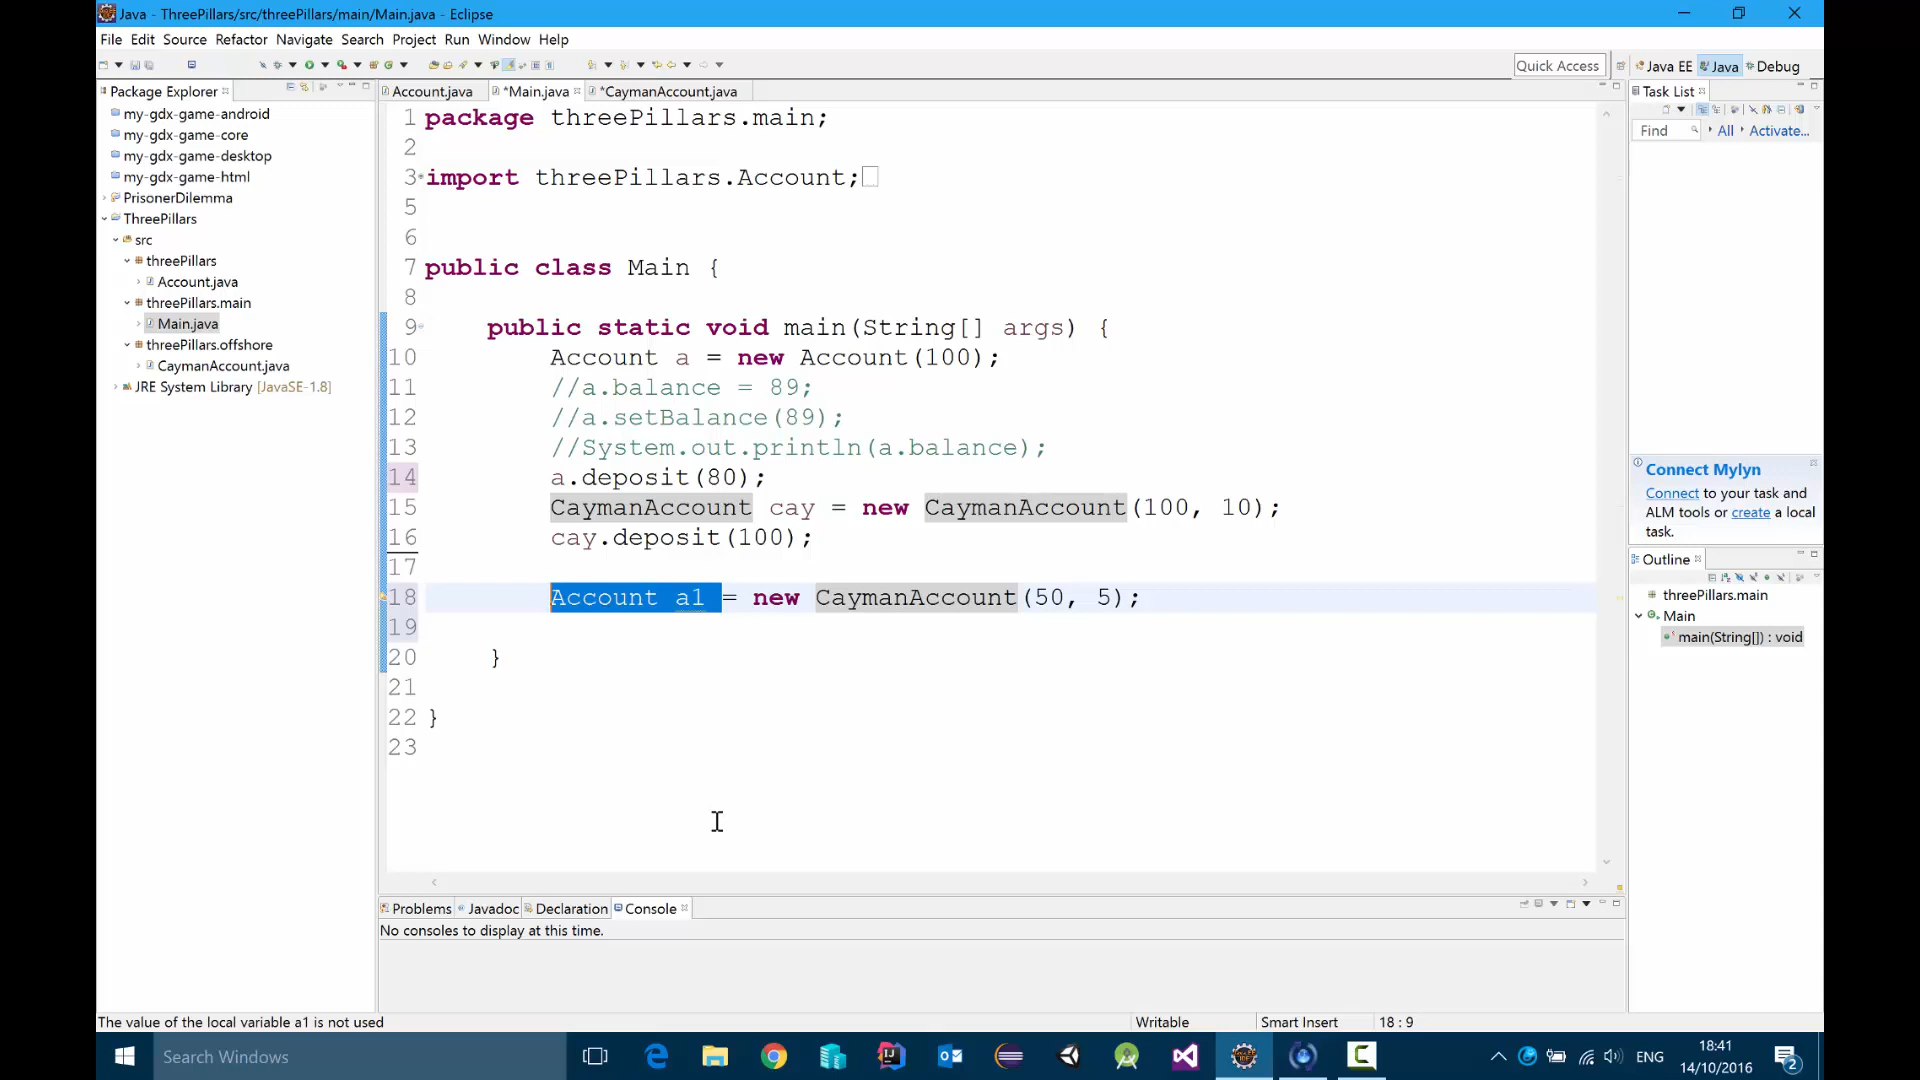 Java - ThreePillars/src/threePillars/main/Main.java - Eclipse
File Edit Source Refactor Navigate Search Project Run Window Help
Quick Access
Java EE
Java
Debug
Package Explorer
my-gdx-game-android
my-gdx-game-core
my-gdx-game-desktop
my-gdx-game-html
PrisonerDilemma
ThreePillars
src
threePillars
Account.java
threePillars.main
Main.java
threePillars.offshore
CaymanAccount.java
JRE System Library [JavaSE-1.8]
Account.java
*Main.java
*CaymanAccount.java
1 package threePillars.main;
2
3 import threePillars.Account;
5
6
7 public class Main {
8
9 public static void main(String[] args) {
10 Account a = new Account(100);
11 //a.balance = 89;
12 //a.setBalance(89);
13 //System.out.println(a.balance);
14 a.deposit(80);
15 CaymanAccount cay = new CaymanAccount(100, 10);
16 cay.deposit(100);
17
18 Account a1 = new CaymanAccount(50, 5);
19
20 }
21
22 }
23
Task List
Find
All
Activate...
Connect Mylyn
Connect to your task and
ALM tools or create a local
task.
Outline
threePillars.main
Main
main(String[]) : void
Problems
Javadoc
Declaration
Console
No consoles to display at this time.
The value of the local variable a1 is not used
Writable
Smart Insert
18 : 9
Search Windows
ENG
18:41
14/10/2016
2